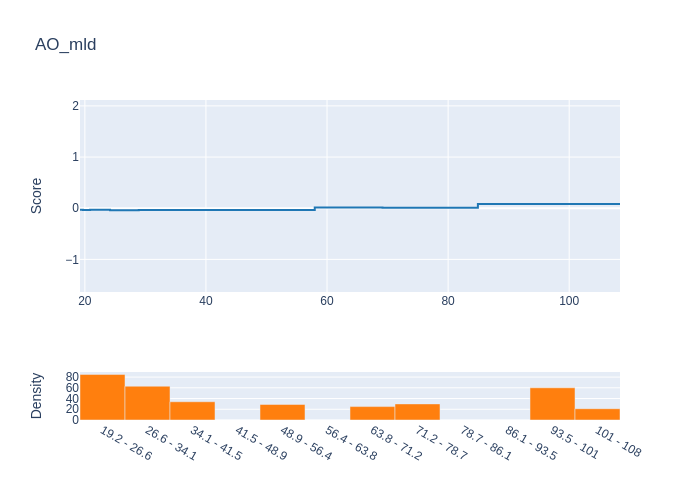 AO_mld
Score
2
1
0
−1
20 40 60 80 100
Density
80
60
40
20
0
19.2 - 26.6
26.6 - 34.1
34.1 - 41.5
41.5 - 48.9
48.9 - 56.4
56.4 - 63.8
63.8 - 71.2
71.2 - 78.7
78.7 - 86.1
86.1 - 93.5
93.5 - 101
101 - 108